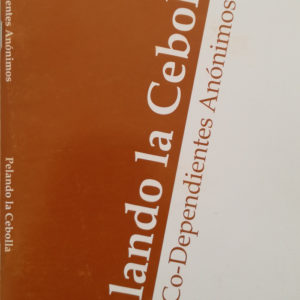 entes Anónimos
Pelando la Cebolla
lando la Cebol
Co-Dependientes Anónimos